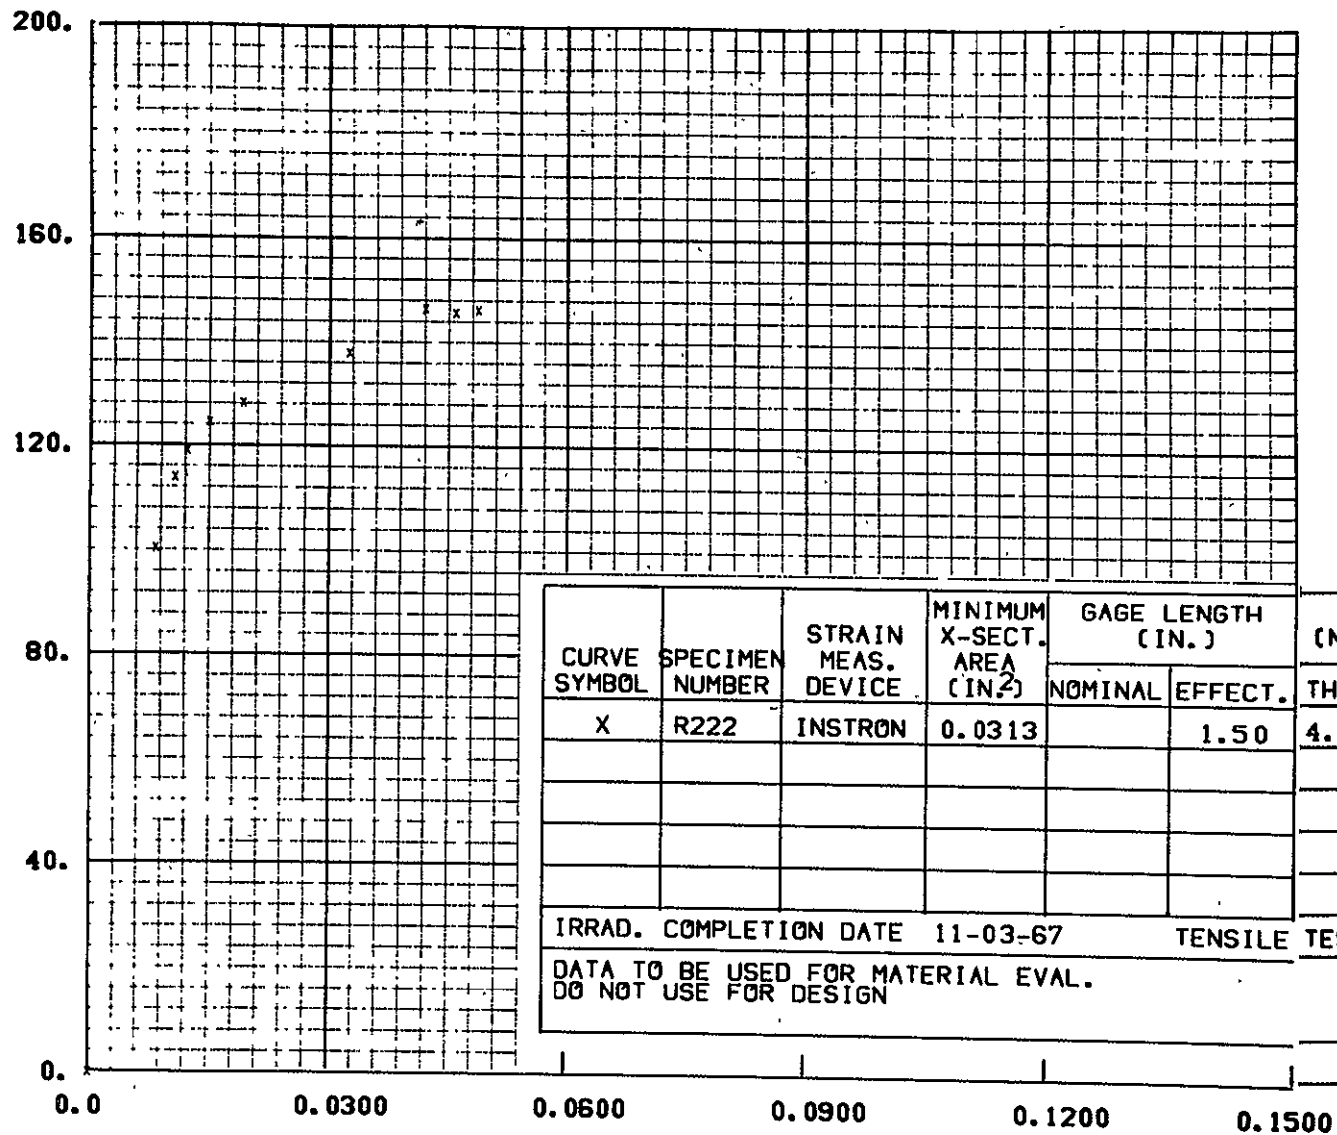 200.
160.
120.
80.
40.
0.
0.0 0.0300 0.0600 0.0900 0.1200 0.1500
CURVE SYMBOL
SPECIMEN NUMBER
STRAIN MEAS. DEVICE
MINIMUM X-SECT. AREA (IN.2)
GAGE LENGTH (IN.)
NOMINAL EFFECT.
X R222 INSTRON 0.0313 1.50 4.
IRRAD. COMPLETION DATE 11-03-67 TENSILE
DATA TO BE USED FOR MATERIAL EVAL.
DO NOT USE FOR DESIGN